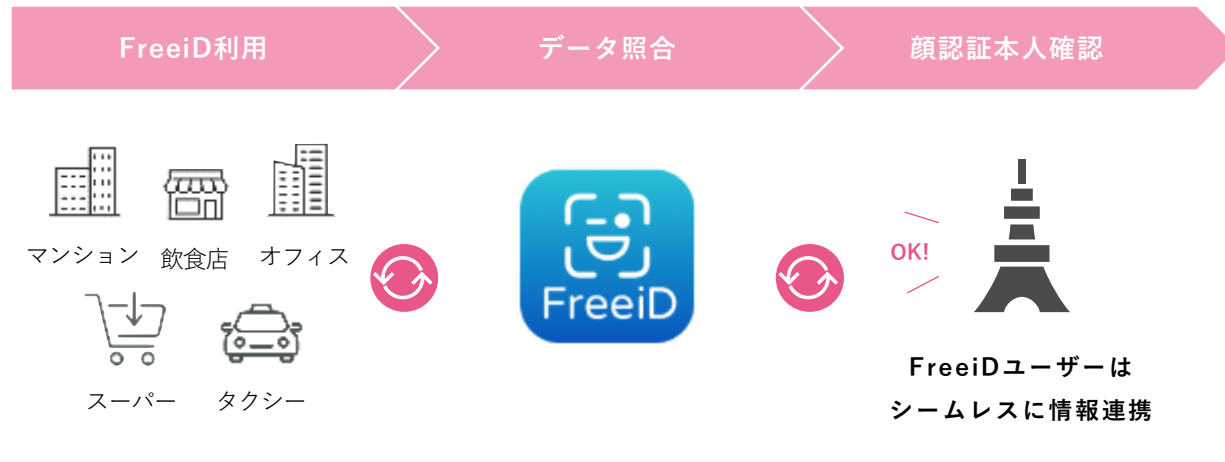 FreeiD利用
データ照合
顔認証本人確認
マンション
飲食店
オフィス
スーパー
タクシー
FreeiD
OK!
FreeiDユーザーは
シームレスに情報連携